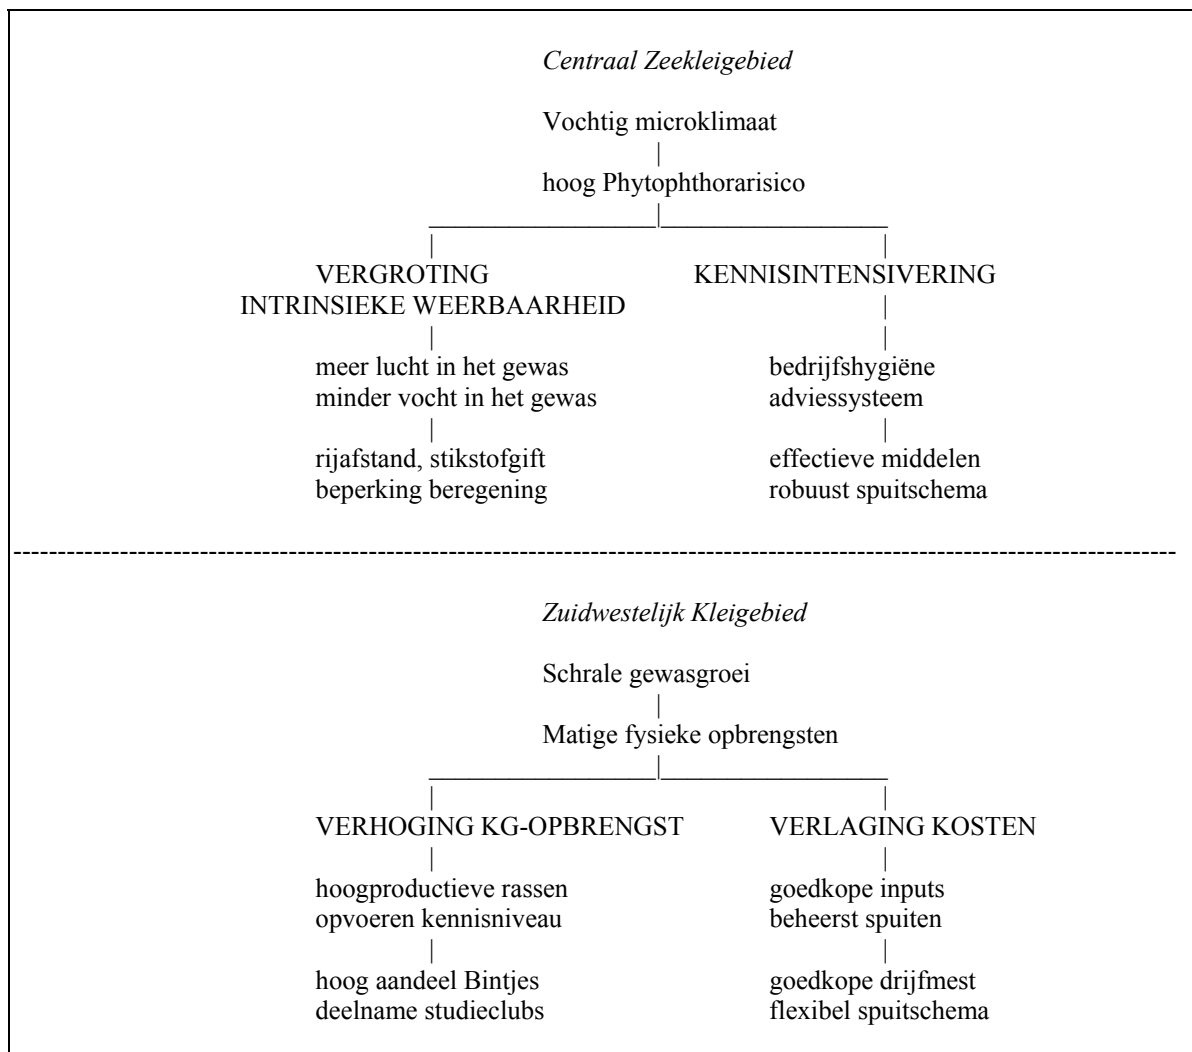 Centraal Zeekleigebied
Vochtig microklimaat
hoog Phytophthorarisico
VERGROTING
INTRINSIEKE WEERBAARHEID
KENNISINTENSIVERING
meer lucht in het gewas
minder vocht in het gewas
bedrijfshygiëne
adviessysteem
rijafstand, stikstofgift
beperking beregening
effectieve middelen
robuust spuitschema
Zuidwestelijk Kleigebied
Schrale gewasgroei
Matige fysieke opbrengsten
VERHOGING KG-OPBRENGST
VERLAGING KOSTEN
hoogproductieve rassen
opvoeren kennisniveau
goedkope inputs
beheerst spuiten
hoog aandeel Bintjes
deelname studieclubs
goedkope drijfmest
flexibel spuitschema